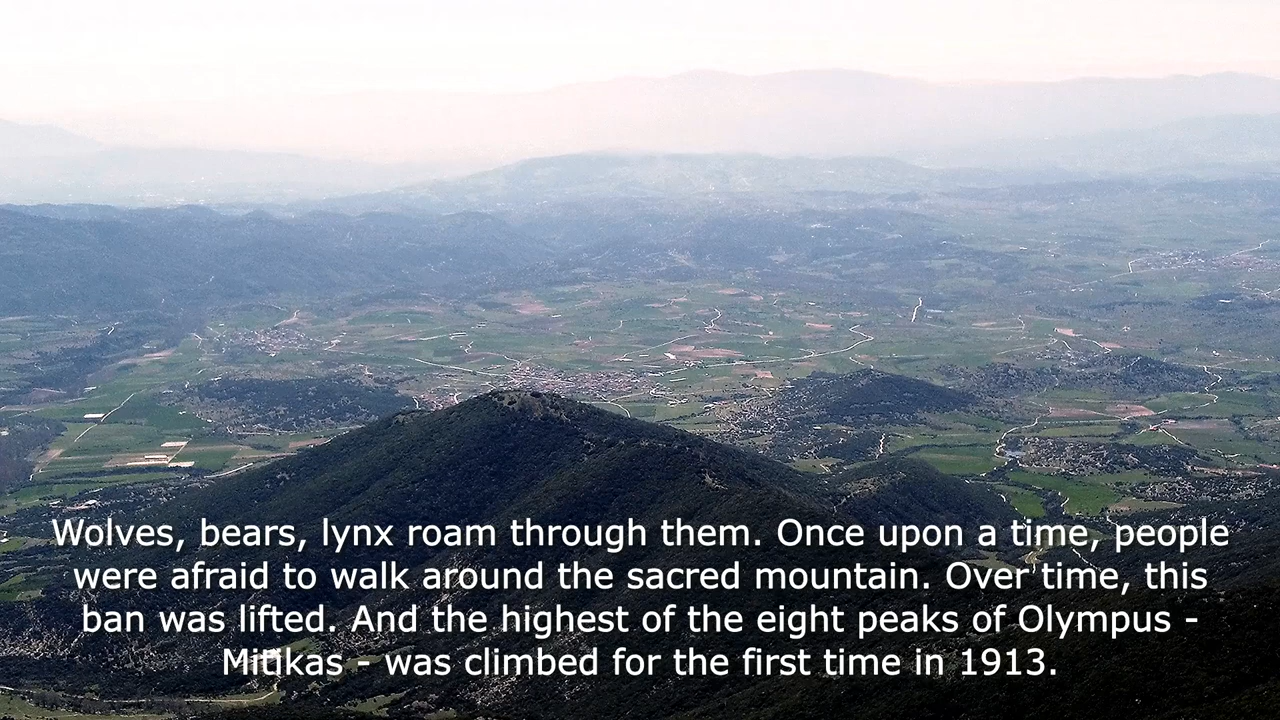 Wolves, bears, lynx roam through them. Once upon a time, people
were afraid to walk around the sacred mountain. Over time, this
ban was lifted. And the highest of the eight peaks of Olympus -
Mitikas - was climbed for the first time in 1913.